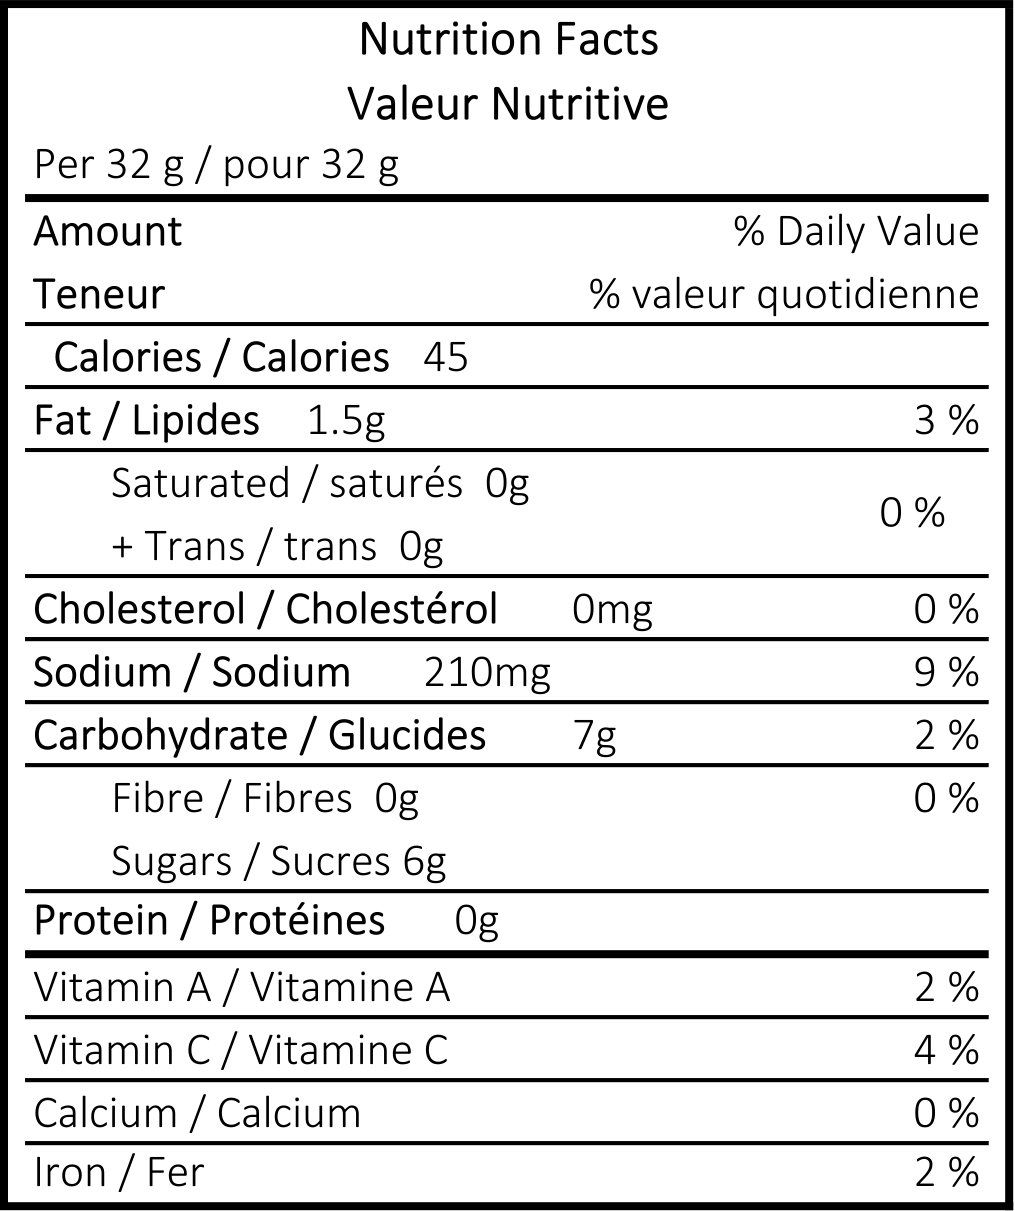 Nutrition Facts
Valeur Nutritive
Per 32 g / pour 32 g
Amount % Daily Value
Teneur % valeur quotidienne
Calories / Calories 45
Fat / Lipides 1.5g 3 %
Saturated / saturés 0g
0 %
+ Trans / trans 0g
Cholesterol / Cholestérol 0mg 0 %
Sodium / Sodium 210mg 9 %
Carbohydrate / Glucides 7g 2 %
Fibre / Fibres 0g 0 %
Sugars / Sucres 6g
Protein / Protéines 0g
Vitamin A / Vitamine A 2 %
Vitamin C / Vitamine C 4 %
Calcium / Calcium 0 %
Iron / Fer 2 %